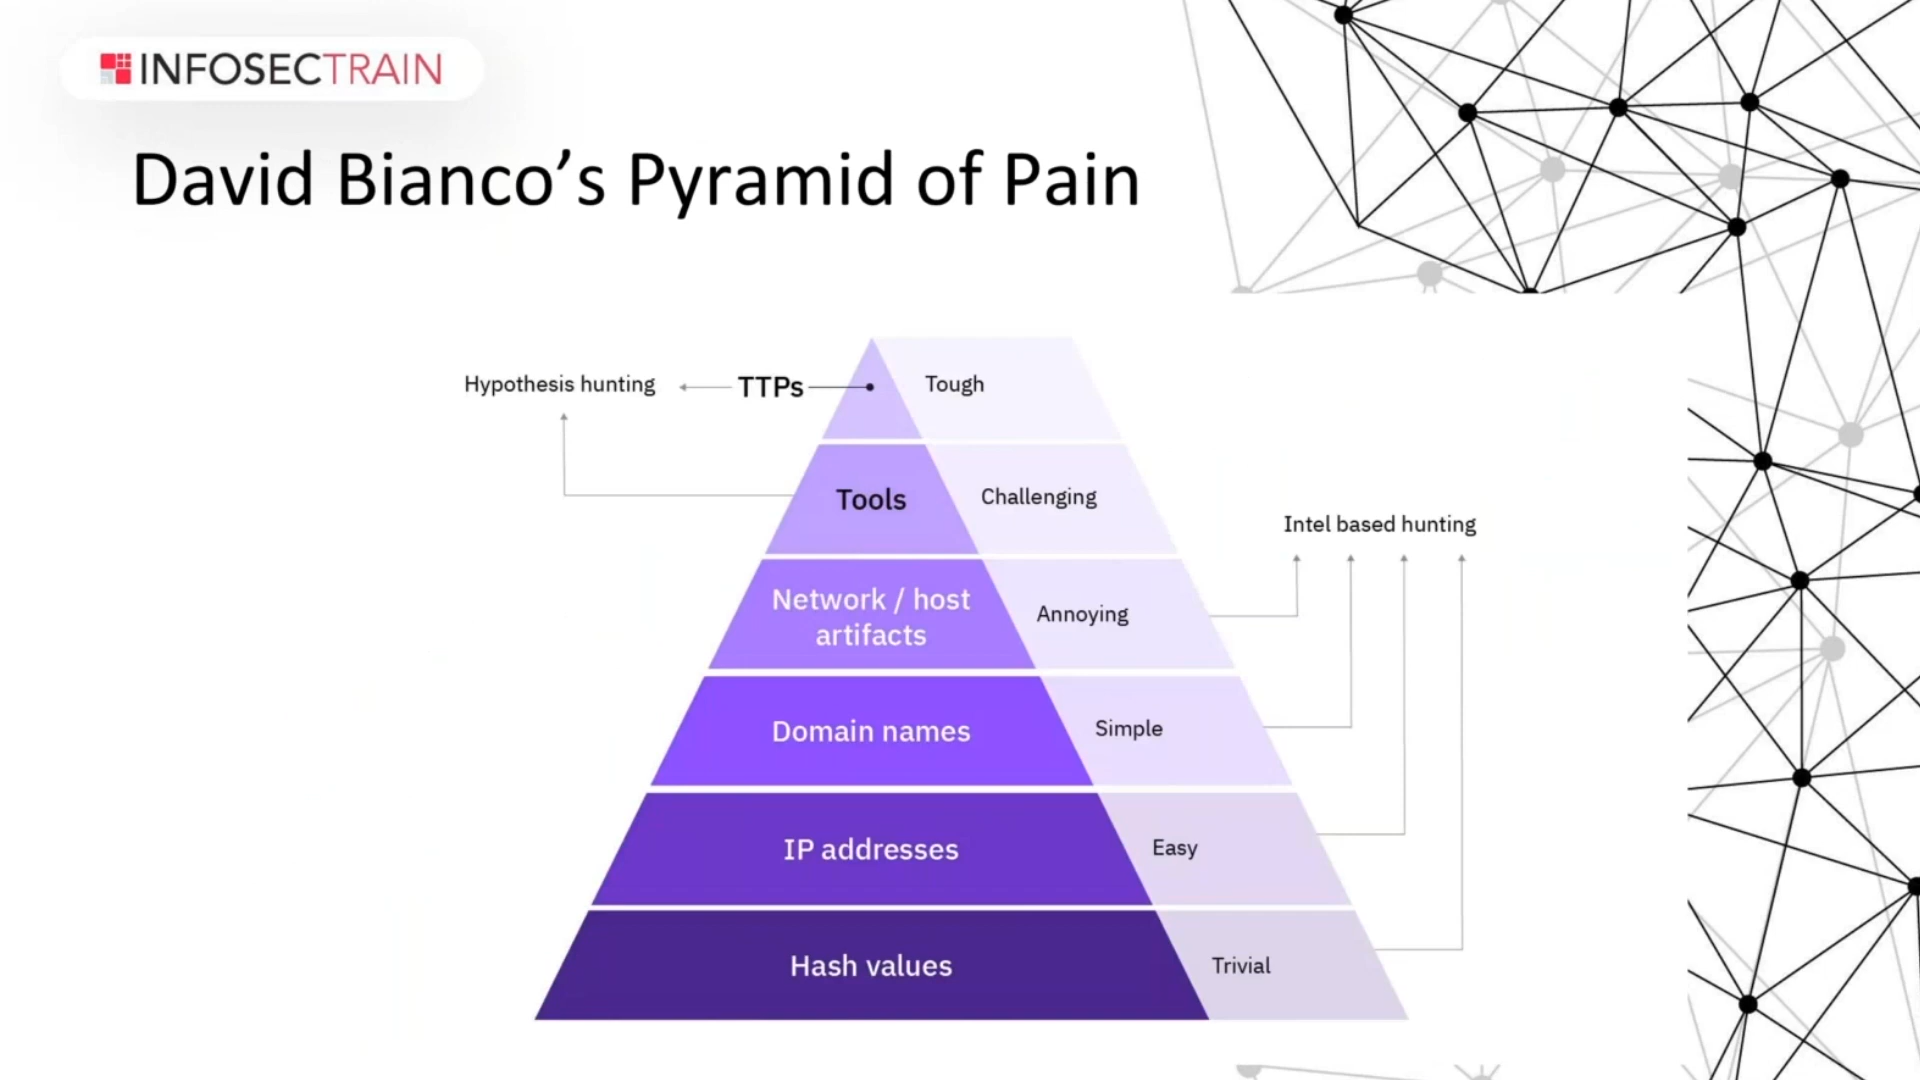 INFOSECTRAIN
David Bianco’s Pyramid of Pain
Hypothesis hunting
TTPs
Tough
Tools
Challenging
Intel based hunting
Network / host
artifacts
Annoying
Domain names
Simple
IP addresses
Easy
Hash values
Trivial